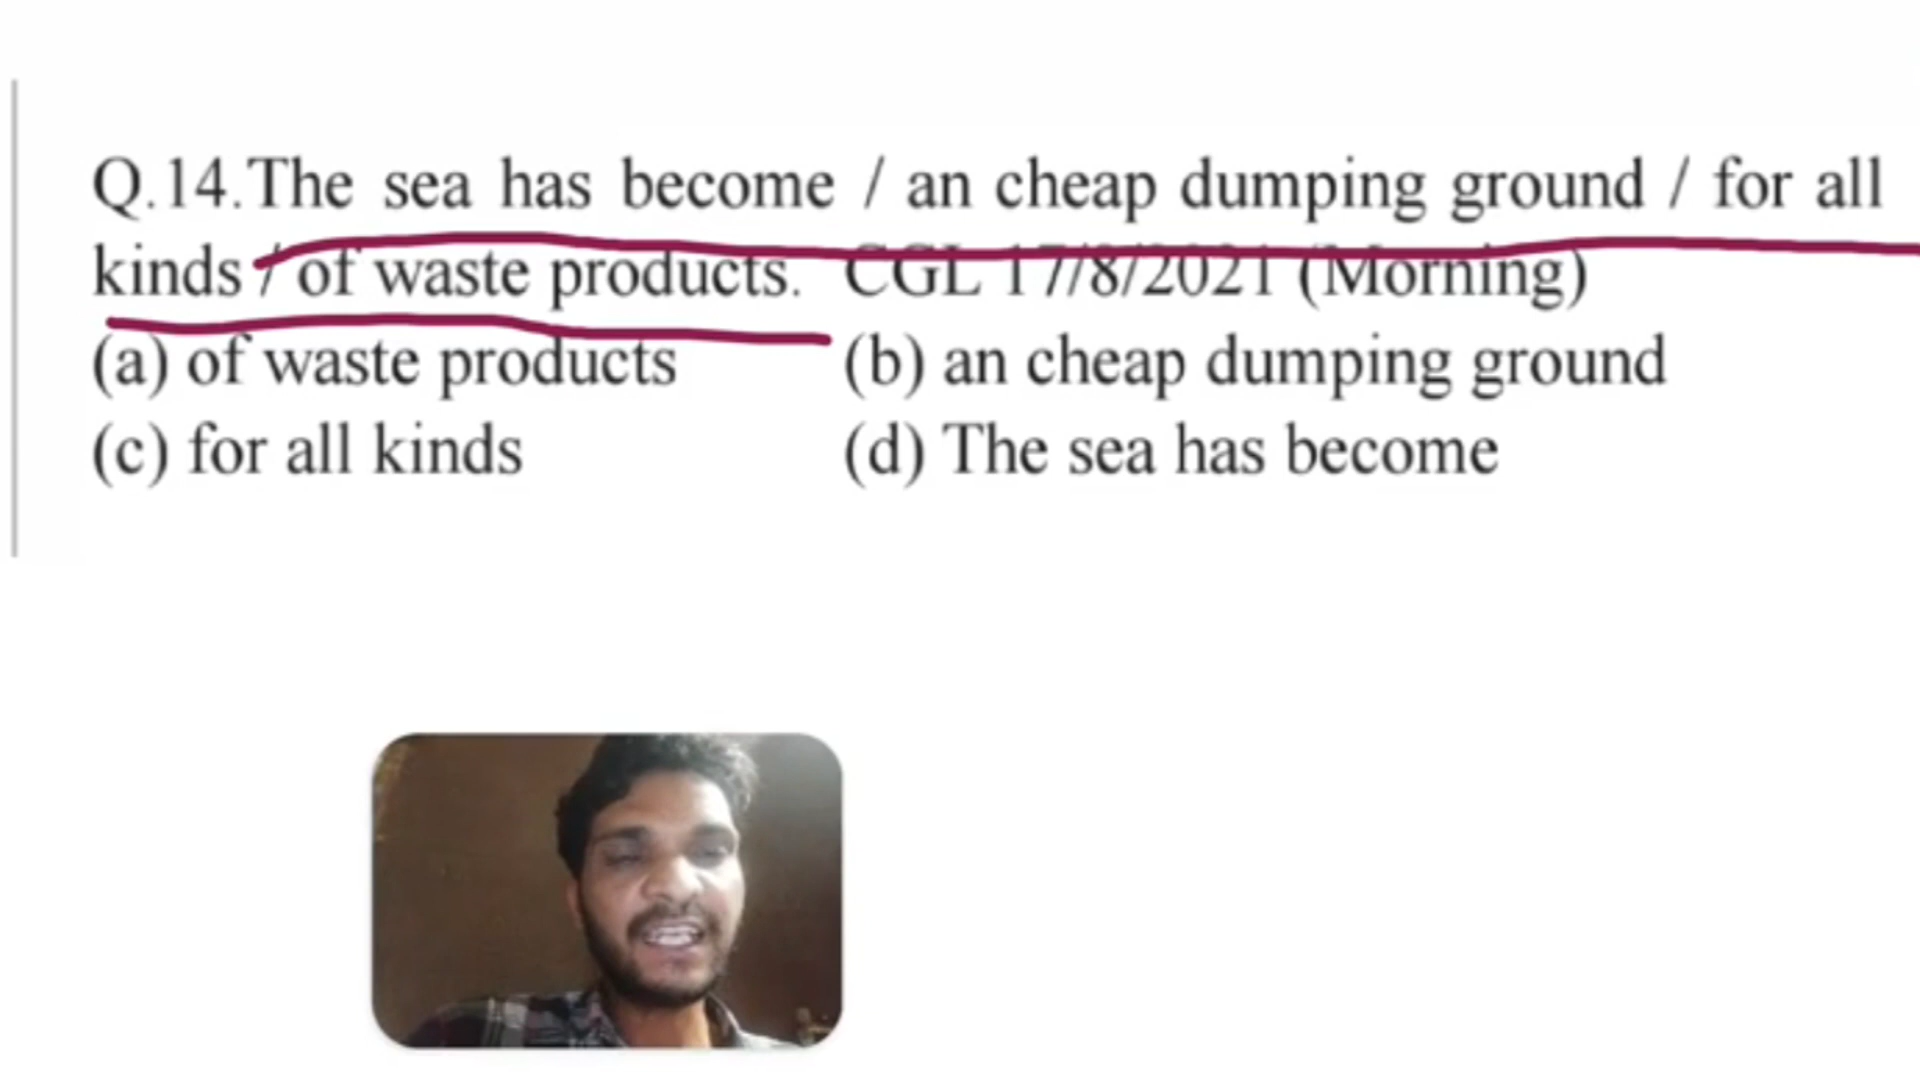 Q.14.The sea has become / an cheap dumping ground / for all
kinds / of waste products. CGL 17/8/2021 (Morning)
(a) of waste products (b) an cheap dumping ground
(c) for all kinds (d) The sea has become